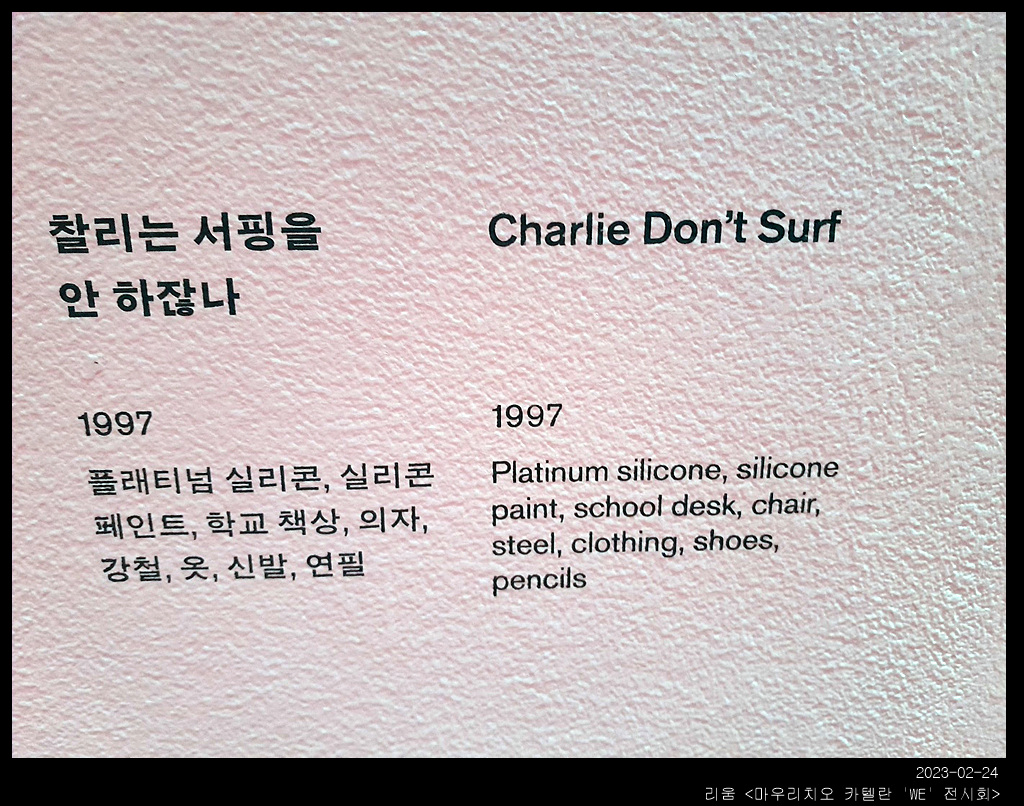 찰리는 서핑을
안 하잖나
1997
플래티넘 실리콘, 실리콘
페인트, 학교 책상, 의자,
강철, 옷, 신발, 연필
Charlie Don't Surf
1997
Platinum silicone, silicone
paint, school desk, chair,
steel, clothing, shoes,
pencils
2023-02-24
리움 <마우리치오 카텔란 'WE' 전시회>